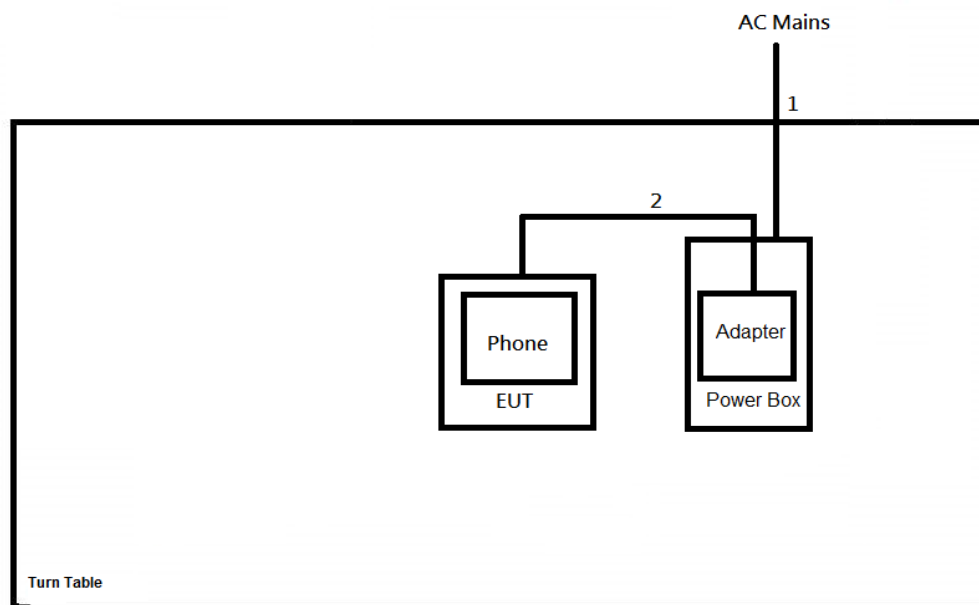 AC Mains
1
2
Phone
Adapter
EUT
Power Box
Turn Table